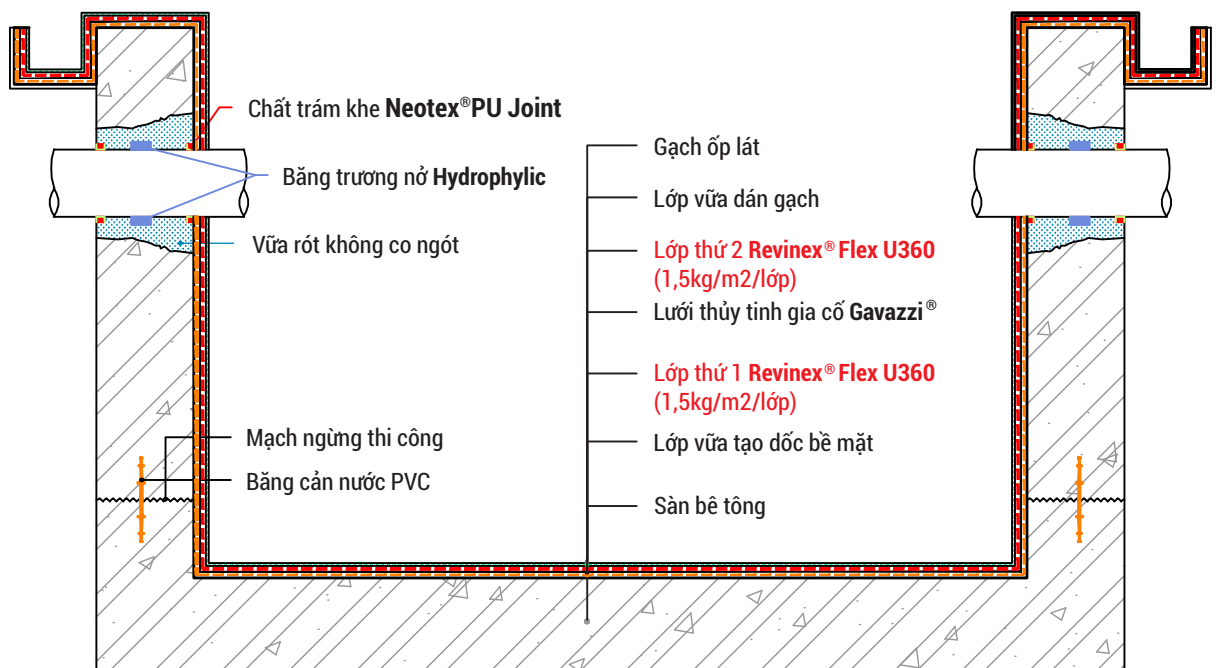 Chất trám khe Neotex®PU Joint
Băng trương nở Hydrophylic
Vữa rót không co ngót
Mạch ngừng thi công
Băng cản nước PVC
Gạch ốp lát
Lớp vữa dán gạch
Lớp thứ 2 Revinex® Flex U360
(1,5kg/m2/lớp)
Lưới thủy tinh gia cố Gavazzi®
Lớp thứ 1 Revinex® Flex U360
(1,5kg/m2/lớp)
Lớp vữa tạo dốc bề mặt
Sàn bê tông